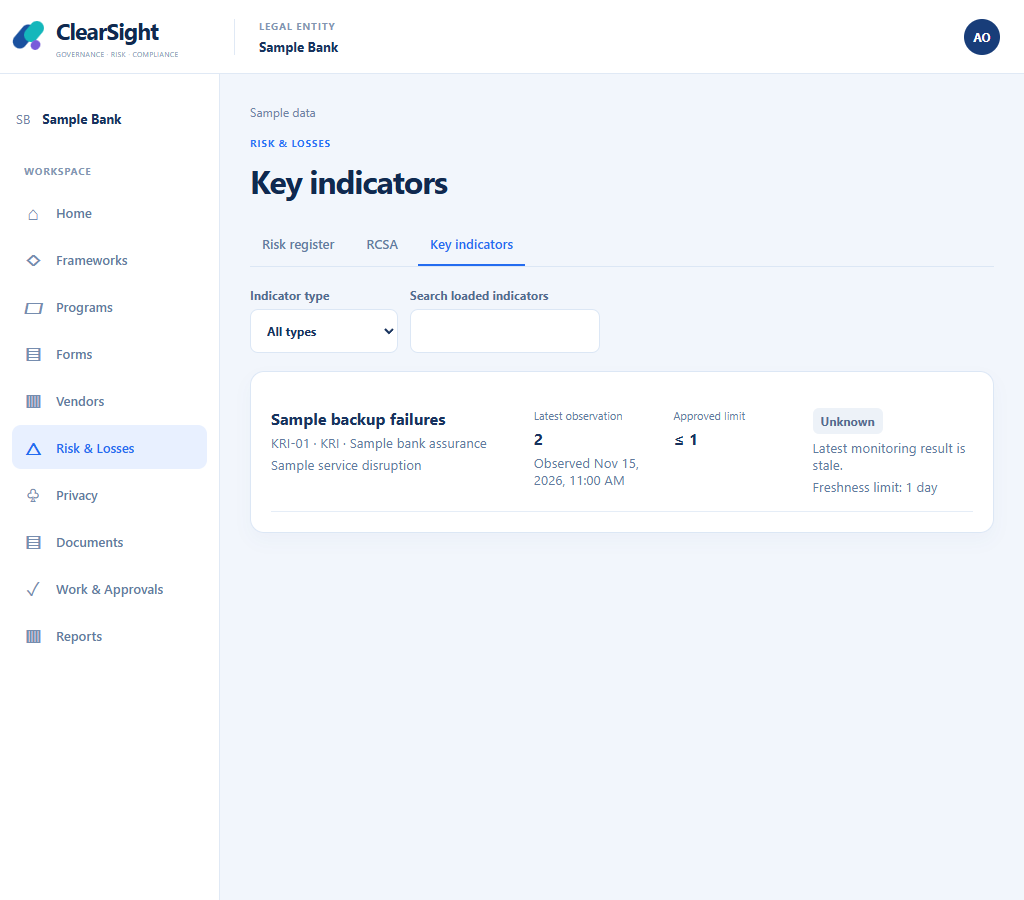 ClearSight
GOVERNANCE · RISK · COMPLIANCE
LEGAL ENTITY
Sample Bank
AO
SB Sample Bank
WORKSPACE
Home
Frameworks
Programs
Forms
Vendors
Risk & Losses
Privacy
Documents
Work & Approvals
Reports
Sample data
RISK & LOSSES
Key indicators
Risk register RCSA Key indicators
Indicator type
All types
Search loaded indicators
Sample backup failures
KRI-01 · KRI · Sample bank assurance
Sample service disruption
Latest observation
2
Observed Nov 15,
2026, 11:00 AM
Approved limit
≤ 1
Unknown
Latest monitoring result is
stale.
Freshness limit: 1 day